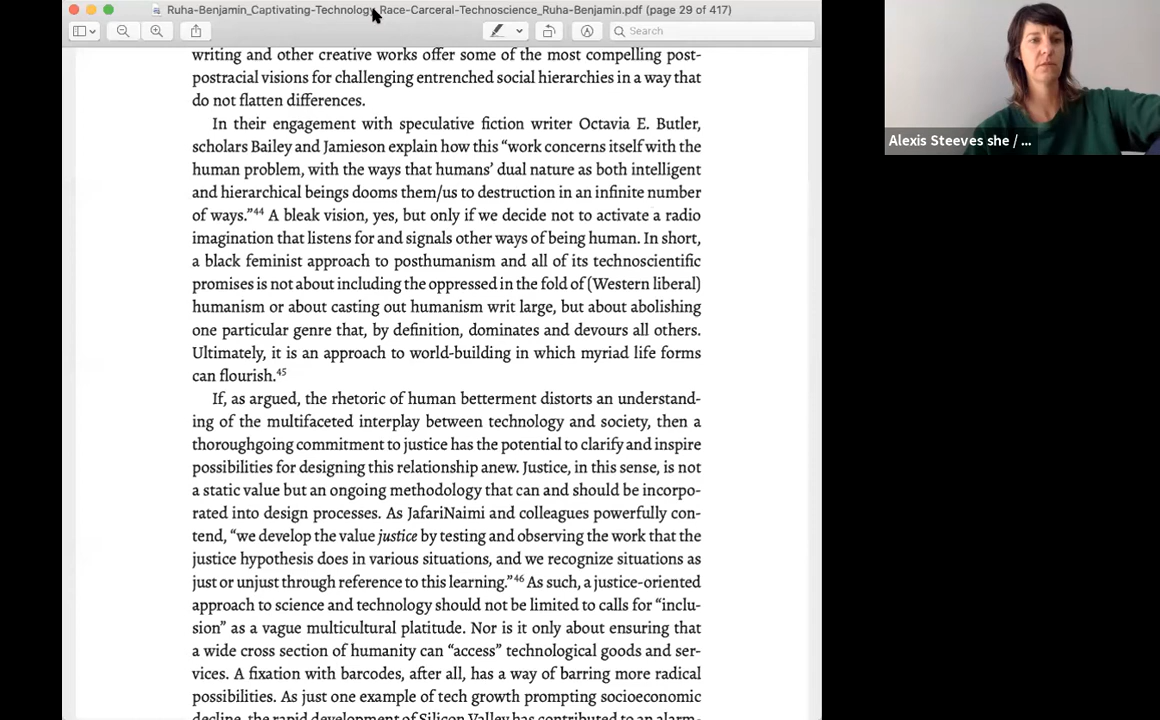 Ruha-Benjamin_Captivating-Technology_Race-Carceral-Technoscience_Ruha-Benjamin.pdf (page 29 of 417)
Search
writing and other creative works offer some of the most compelling post-
postracial visions for challenging entrenched social hierarchies in a way that
do not flatten differences.
In their engagement with speculative fiction writer Octavia E. Butler,
scholars Bailey and Jamieson explain how this “work concerns itself with the
human problem, with the ways that humans’ dual nature as both intelligent
and hierarchical beings dooms them/us to destruction in an infinite number
of ways.”44 A bleak vision, yes, but only if we decide not to activate a radio
imagination that listens for and signals other ways of being human. In short,
a black feminist approach to posthumanism and all of its technoscientific
promises is not about including the oppressed in the fold of (Western liberal)
humanism or about casting out humanism writ large, but about abolishing
one particular genre that, by definition, dominates and devours all others.
Ultimately, it is an approach to world-building in which myriad life forms
can flourish.45
If, as argued, the rhetoric of human betterment distorts an understand-
ing of the multifaceted interplay between technology and society, then a
thoroughgoing commitment to justice has the potential to clarify and inspire
possibilities for designing this relationship anew. Justice, in this sense, is not
a static value but an ongoing methodology that can and should be incorpo-
rated into design processes. As JafariNaimi and colleagues powerfully con-
tend, “we develop the value justice by testing and observing the work that the
justice hypothesis does in various situations, and we recognize situations as
just or unjust through reference to this learning.”46 As such, a justice-oriented
approach to science and technology should not be limited to calls for “inclu-
sion” as a vague multicultural platitude. Nor is it only about ensuring that
a wide cross section of humanity can “access” technological goods and ser-
vices. A fixation with barcodes, after all, has a way of barring more radical
possibilities. As just one example of tech growth prompting socioeconomic
decline, the rapid development of Silicon Valley has contributed to an alarm-
Alexis Steeves she / ...